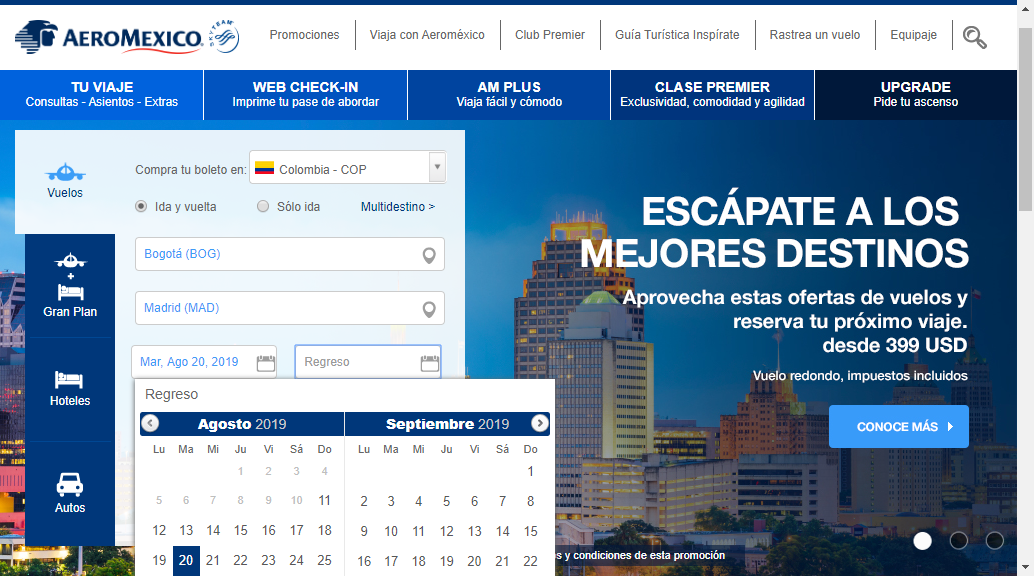 AEROMEXICO.
SKYTEAM
Promociones
Viaja con Aeroméxico
Club Premier
Guía Turística Inspírate
Rastrea un vuelo
Equipaje
TU VIAJE
Consultas - Asientos - Extras
WEB CHECK-IN
Imprime tu pase de abordar
AM PLUS
Viaja fácil y cómodo
CLASE PREMIER
Exclusividad, comodidad y agilidad
UPGRADE
Pide tu ascenso
Vuelos
+
Gran Plan
Hoteles
Autos
Compra tu boleto en:
Colombia - COP
Ida y vuelta
Sólo ida
Multidestino >
Bogotá (BOG)
Madrid (MAD)
Mar, Ago 20, 2019
Regreso
Regreso
Agosto 2019
Lu Ma Mi Ju Vi Sá Do
1 2 3 4
5 6 7 8 9 10 11
12 13 14 15 16 17 18
19 20 21 22 23 24 25
Septiembre 2019
Lu Ma Mi Ju Vi Sá Do
1
2 3 4 5 6 7 8
9 10 11 12 13 14 15
16 17 18 19 20 21 22
ESCÁPATE A LOS
MEJORES DESTINOS
Aprovecha estas ofertas de vuelos y
reserva tu próximo viaje.
desde 399 USD
Vuelo redondo, impuestos incluidos
CONOCE MÁS
s y condiciones de esta promoción